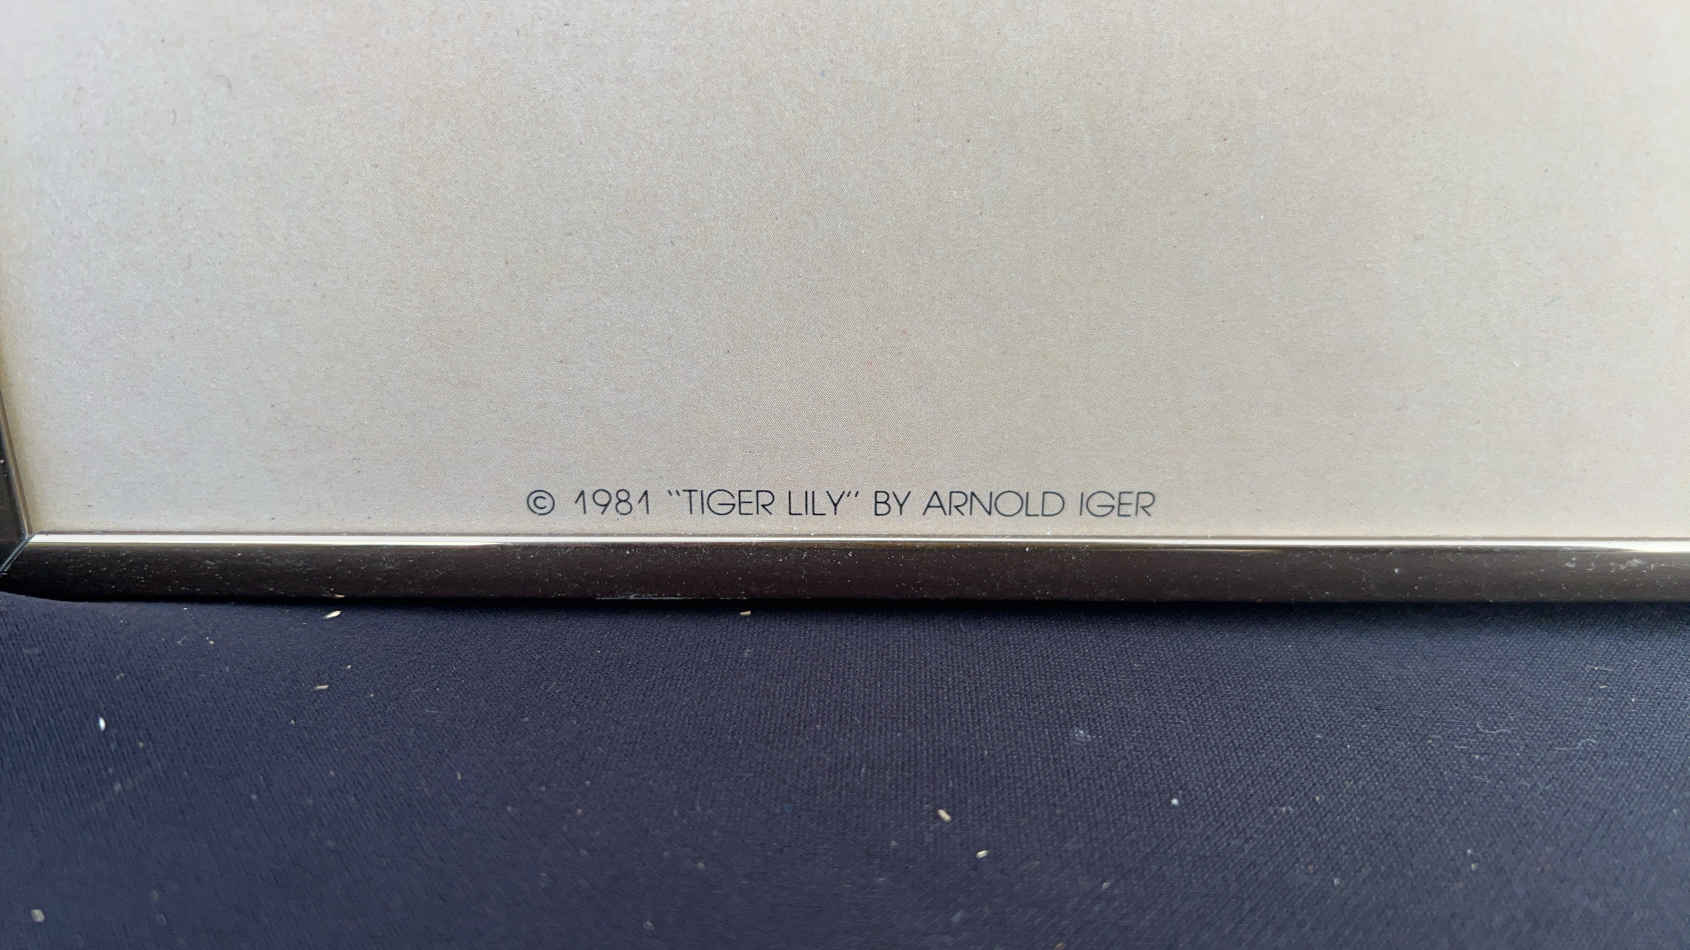 © 1981 "TIGER LILY" BY ARNOLD IGER